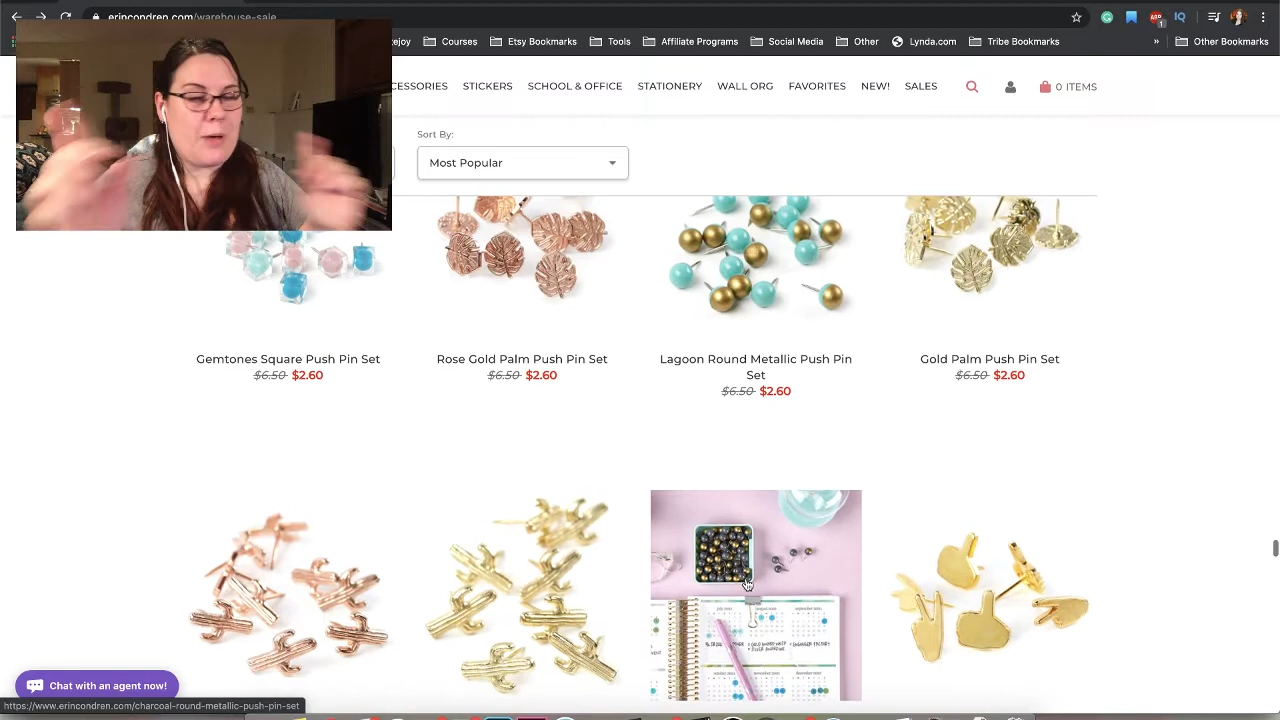 erincondren.com/warehouse-sale
ABP
Courses
Etsy Bookmarks
Tools
Affiliate Programs
Social Media
Other
Lynda.com
Tribe Bookmarks
»
Other Bookmarks
CESSORIES STICKERS SCHOOL & OFFICE STATIONERY WALL ORG FAVORITES NEW! SALES 0 ITEMS
Sort By:
Most Popular
Gemtones Square Push Pin Set
$6.50 $2.60
Rose Gold Palm Push Pin Set
$6.50 $2.60
Lagoon Round Metallic Push Pin
Set
$6.50 $2.60
Gold Palm Push Pin Set
$6.50 $2.60
Chat with an agent now!
https://www.erincondren.com/charcoal-round-metallic-push-pin-set